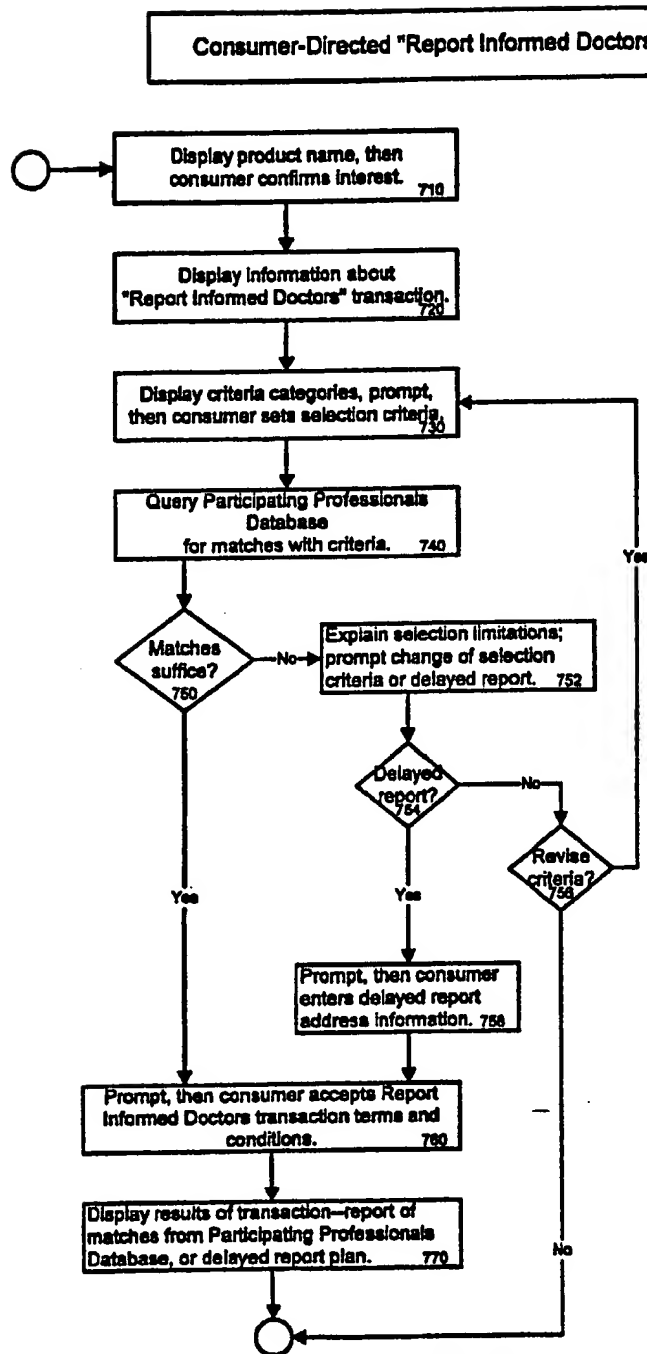 Consumer-Directed "Report Informed Doctors
Display product name, then
consumer confirms interest.
710
Display information about
"Report Informed Doctors" transaction.
720
Display criteria categories, prompt,
then consumer sets selection criteria.
730
Query Participating Professionals
Database
for matches with criteria. 740
Yes
Matches
suffice?
750
No
Explain selection limitations;
prompt change of selection
criteria or delayed report. 752
Delayed
report?
754
No
Revise
criteria?
756
Yes
Yes
Prompt, then consumer
enters delayed report
address information. 758
Prompt, then consumer accepts Report
Informed Doctors transaction terms and
conditions. 760
Display results of transaction—report of
matches from Participating Professionals
Database, or delayed report plan. 770
No